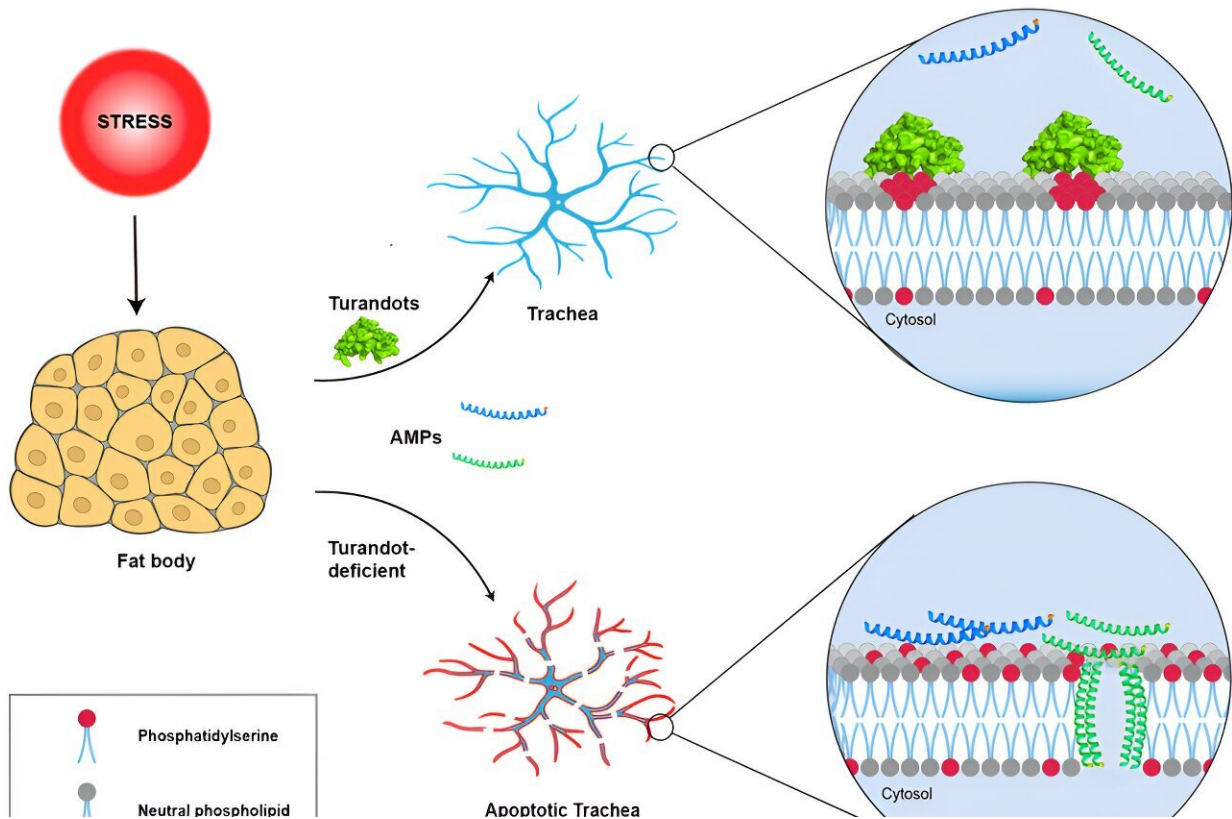 STRESS
Turandots
Trachea
Cytosol
AMPs
Fat body
Turandot-
deficient
Phosphatidylserine
Neutral phospholipid
Apoptotic Trachea
Cytosol